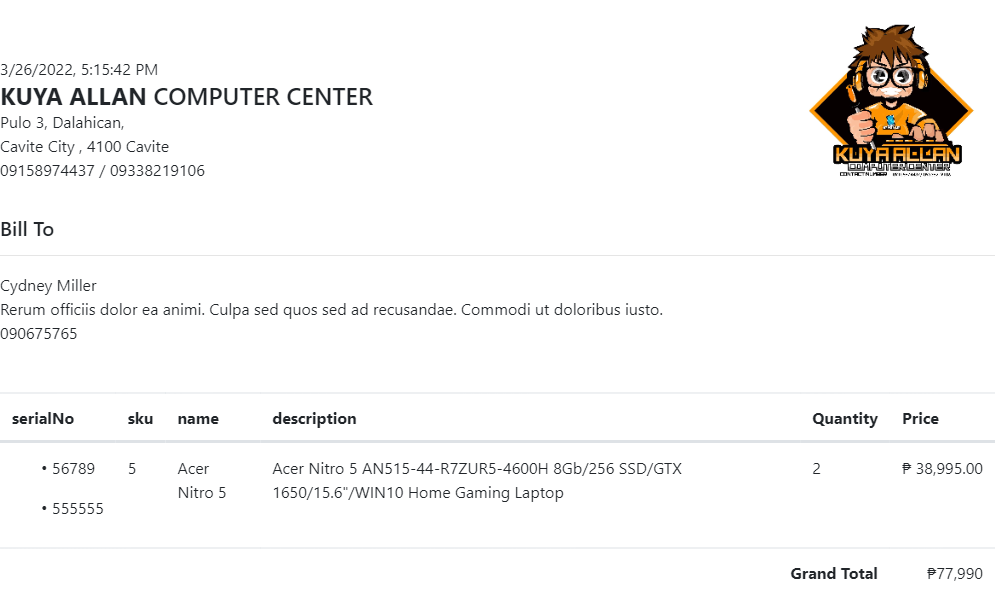 3/26/2022, 5:15:42 PM
KUYA ALLAN COMPUTER CENTER
Pulo 3, Dalahican,
Cavite City , 4100 Cavite
09158974437 / 09338219106
KUYA ALLAN
COMPUTER CENTER
CONTACT NUMBER
Bill To
Cydney Miller
Rerum officiis dolor ea animi. Culpa sed quos sed ad recusandae. Commodi ut doloribus iusto.
090675765
serialNo sku name description Quantity Price
• 56789 5 Acer Acer Nitro 5 AN515-44-R7ZUR5-4600H 8Gb/256 SSD/GTX 2 ₱ 38,995.00
Nitro 5 1650/15.6"/WIN10 Home Gaming Laptop
• 555555
Grand Total ₱77,990